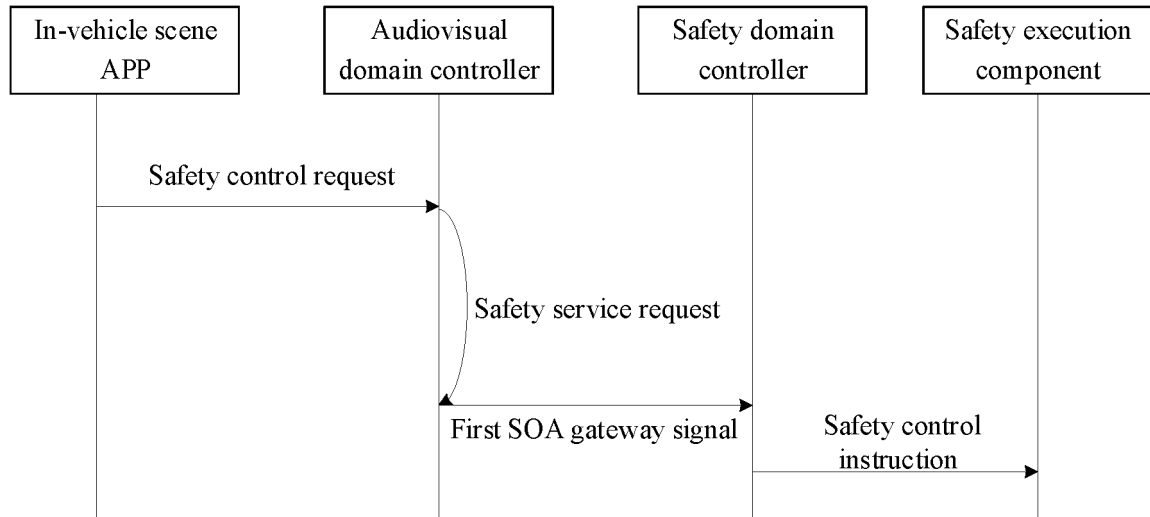 In-vehicle scene
APP
Audiovisual
domain controller
Safety domain
controller
Safety execution
component
Safety control request
Safety service request
First SOA gateway signal
Safety control
instruction